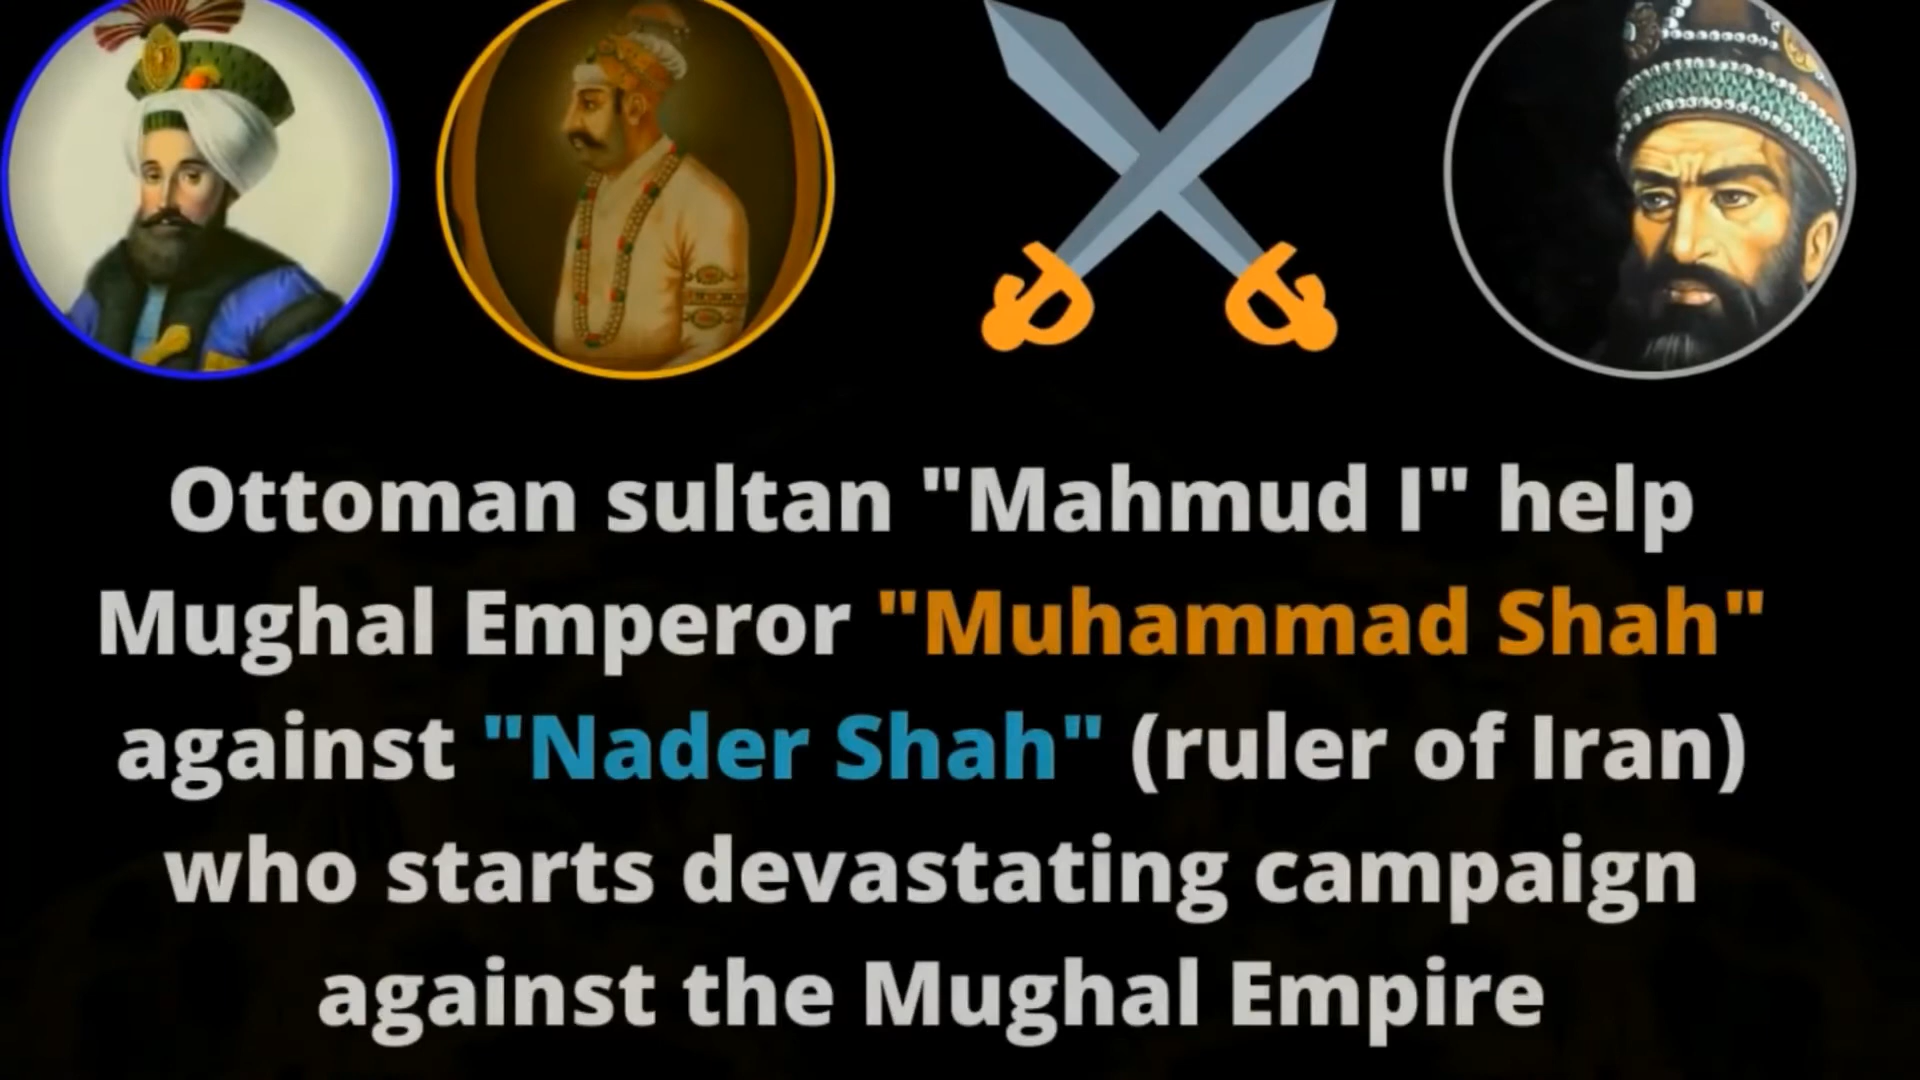 Ottoman sultan "Mahmud I" help
Mughal Emperor "Muhammad Shah"
against "Nader Shah" (ruler of Iran)
who starts devastating campaign
against the Mughal Empire